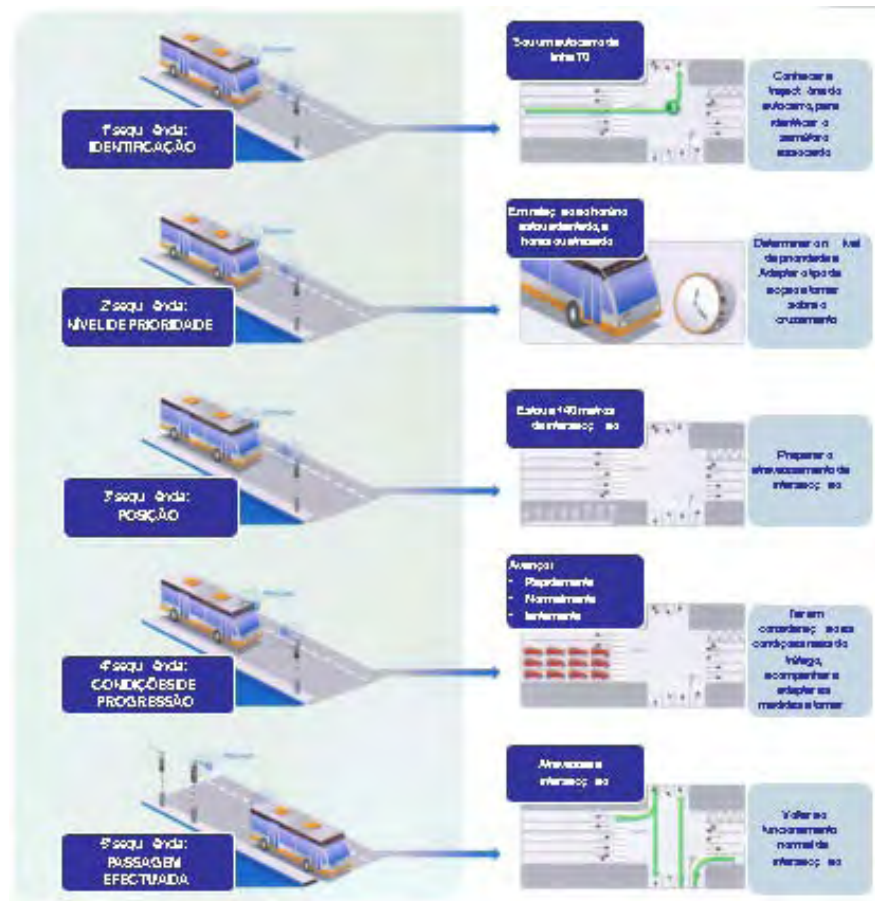 1ª sequência:
IDENTIFICAÇÃO
Sou um autocarro da
linha 70
Conhecer a
trajectória do
autocarro, para
identificar o
semáforo
associado
2ª sequência:
NÍVEL DE PRIORIDADE
Em relação ao horário
estou adiantado, a
horas ou atrasado
Determinar o nível
de prioridade e
Adaptar o tipo de
acções a tomar
sobre o
cruzamento
3ª sequência:
POSIÇÃO
Estou a 140 metros
da intersecção
Preparar o
atravessamento da
intersecção
4ª sequência:
CONDIÇÕES DE
PROGRESSÃO
Avanço:
• Rapidamente
• Normalmente
• lentamente
Ter em
consideração as
condições reais do
tráfego,
acompanhar e
adaptar as
medidas a tomar
5ª sequência:
PASSAGEM
EFECTUADA
Atravessei a
intersecção
Voltar ao
funcionamento
normal da
intersecção